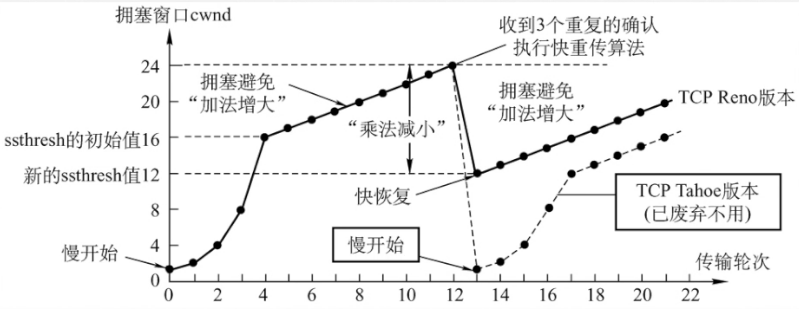 拥塞窗口cwnd
收到3个重复的确认
执行快重传算法
24
拥塞避免
“加法增大”
拥塞避免
“加法增大”
20
TCP Reno版本
ssthresh的初始值16
“乘法减小”
新的ssthresh值12
快恢复
TCP Tahoe版本
(已废弃不用)
8
慢开始
4
慢开始
传输轮次
0
0 2 4 6 8 10 12 14 16 18 20 22